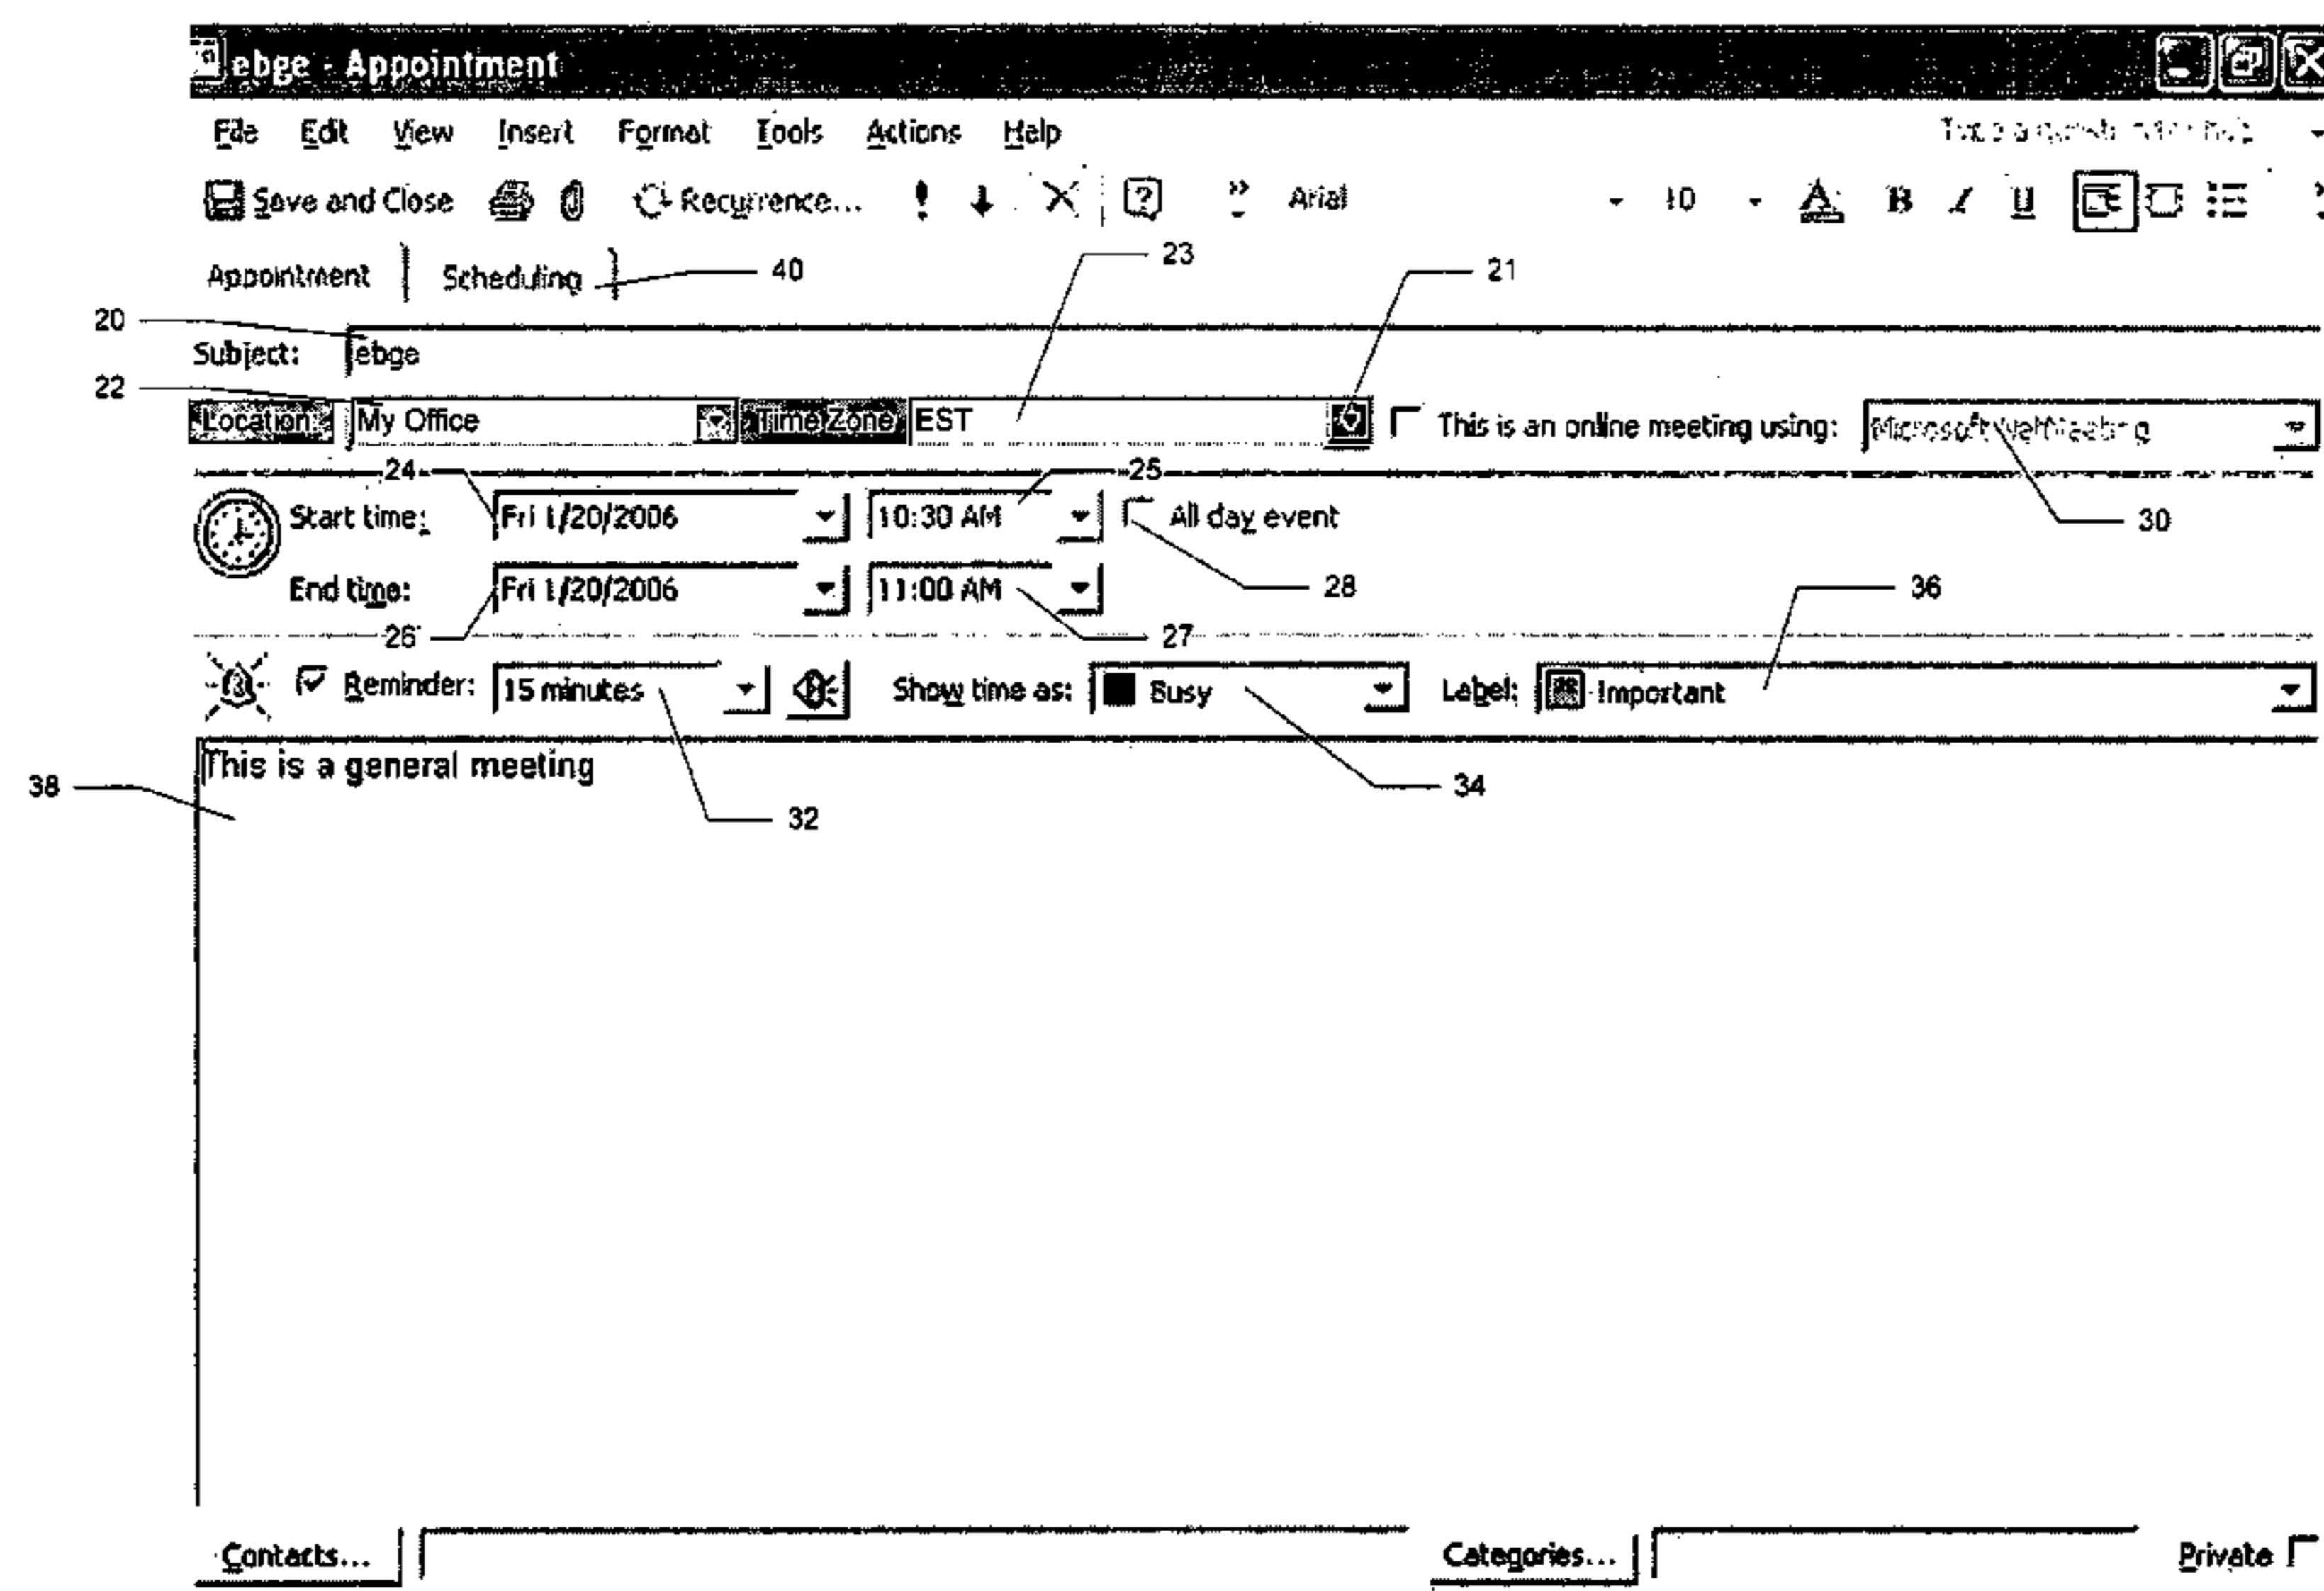 ebge - Appointment
File Edit View Insert Format Tools Actions Help
Save and Close Recurrence... Arial 10 A B I U
Appointment Scheduling 40 23 21
20
Subject: ebge
22
Location My Office Time Zone EST This is an online meeting using: Microsoft NetMeeting
24 25
Start time: Fri 1/20/2006 10:30 AM All day event 30
End time: Fri 1/20/2006 11:00 AM 28 36
26 27
Reminder: 15 minutes Show time as: Busy Label: Important
This is a general meeting
38 32 34
Contacts... Categories... Private